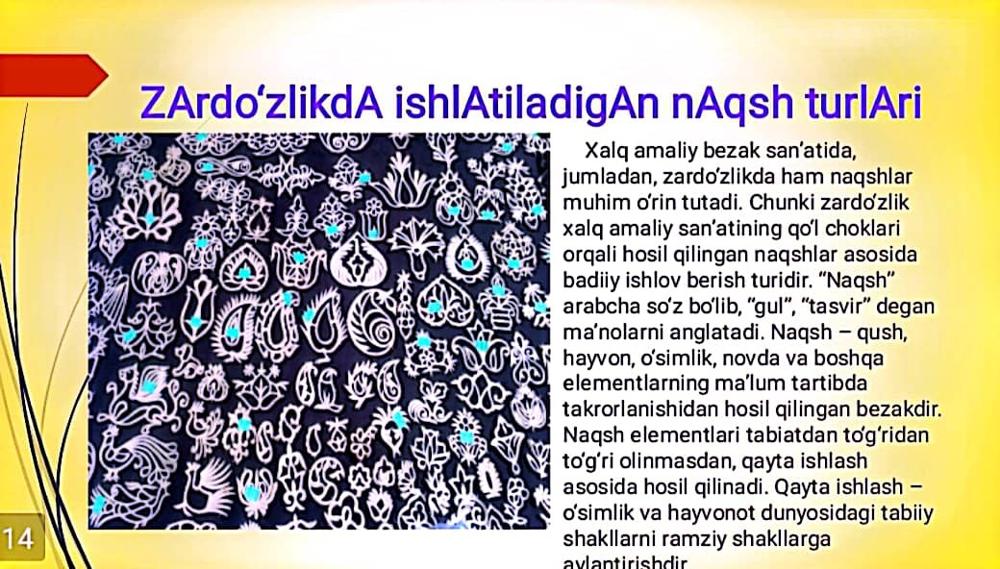 ZArdo‘zlikdA ishlAtiladigAn nAqsh turlAri
Xalq amaliy bezak san’atida,
jumladan, zardo‘zlikda ham naqshlar
muhim o‘rin tutadi. Chunki zardo‘zlik
xalq amaliy san’atining qo‘l choklari
orqali hosil qilingan naqshlar asosida
badiiy ishlov berish turidir. “Naqsh”
arabcha so‘z bo‘lib, “gul”, “tasvir” degan
ma’nolarni anglatadi. Naqsh – qush,
hayvon, o‘simlik, novda va boshqa
elementlarning ma’lum tartibda
takrorlanishidan hosil qilingan bezakdir.
Naqsh elementlari tabiatdan to‘g‘ridan
to‘g‘ri olinmasdan, qayta ishlash
asosida hosil qilinadi. Qayta ishlash –
o‘simlik va hayvonot dunyosidagi tabiiy
shakllarni ramziy shakllarga
aylantirishdir
14